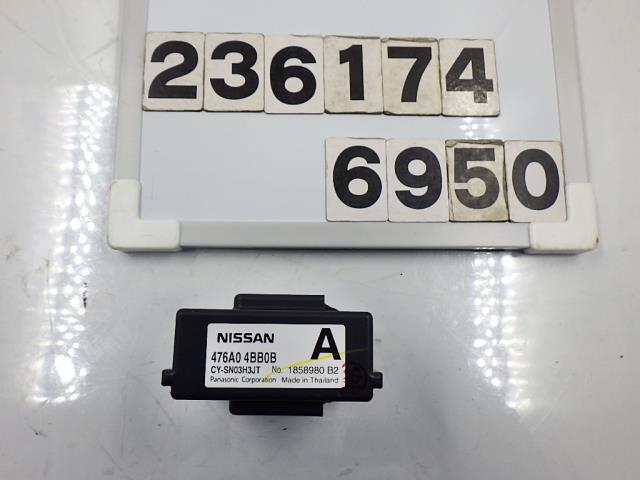 236174
6950
NISSAN
A
476A0 4BB0B
CY-SN03H3JT No. 1858980 B2
Panasonic Corporation Made in Thailand